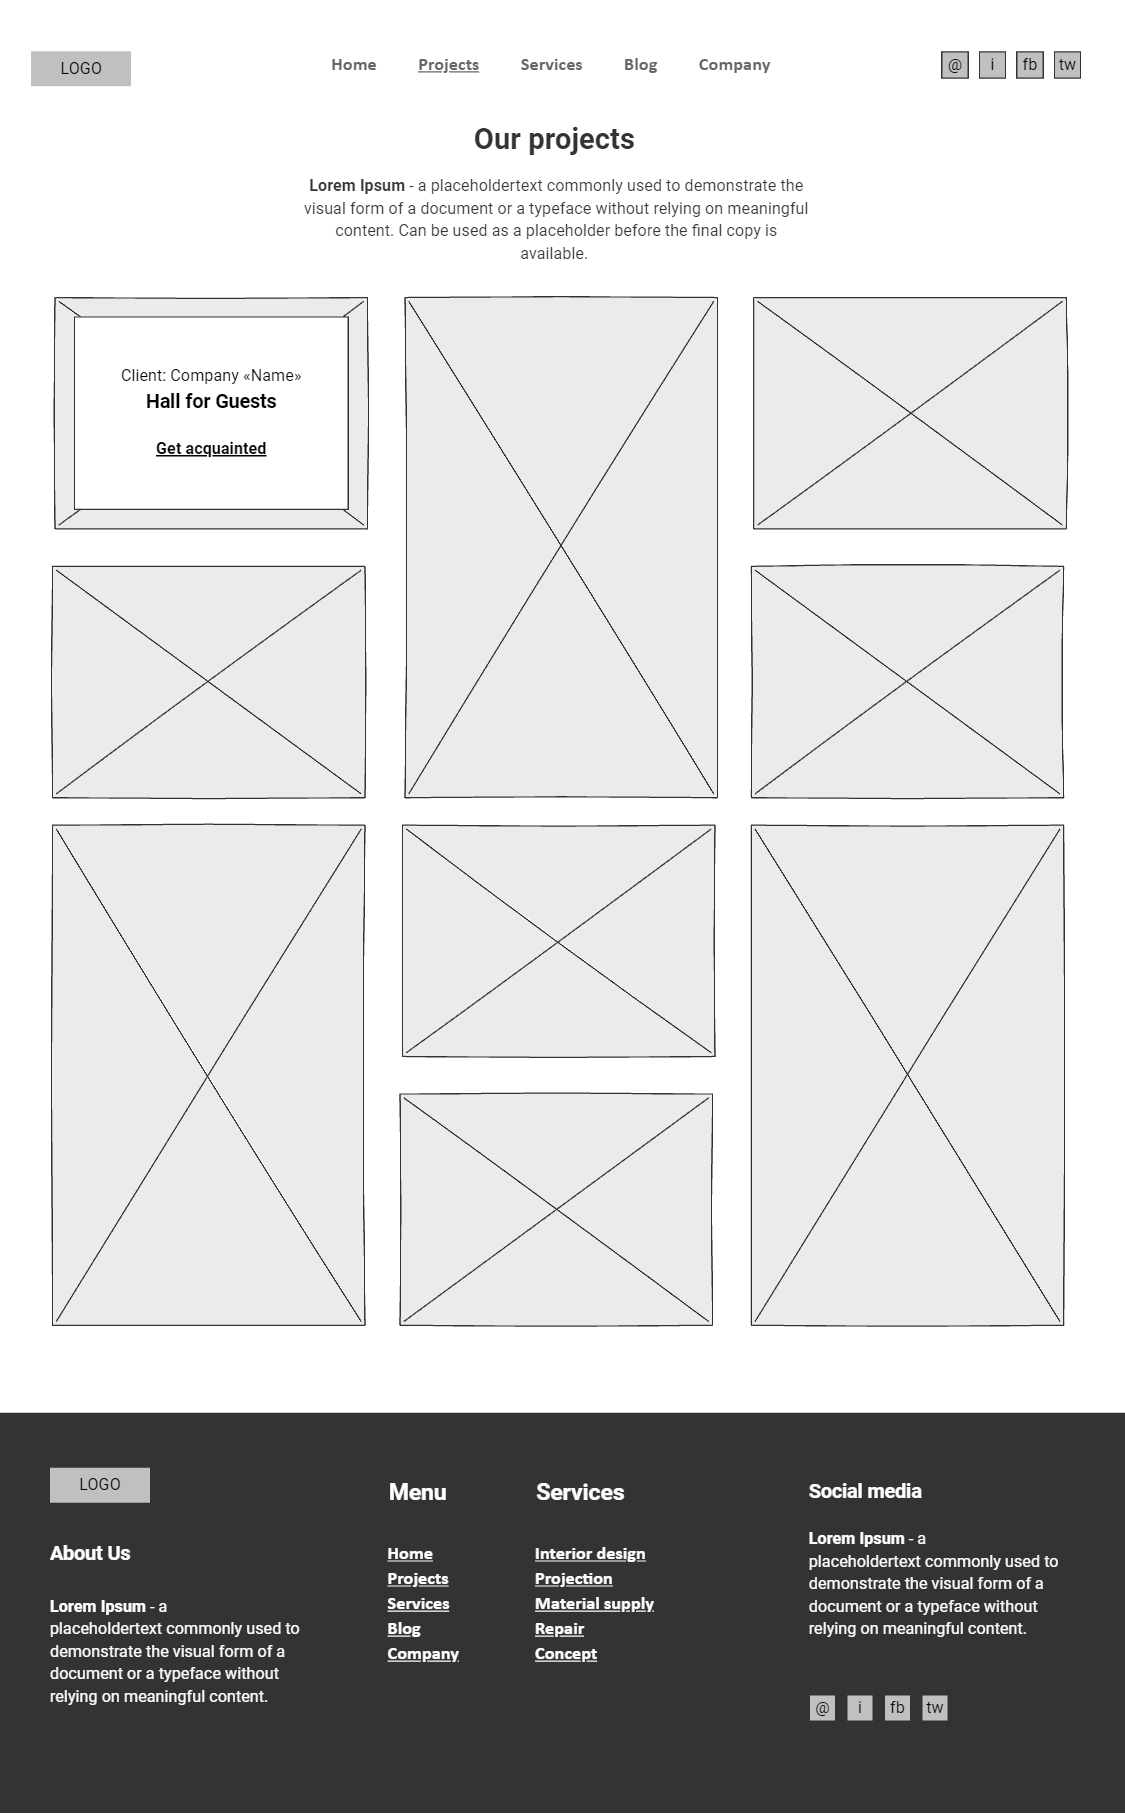 LOGO
Home Projects Services Blog Company
@ i fb tw
Our projects
Lorem Ipsum - a placeholdertext commonly used to demonstrate the
visual form of a document or a typeface without relying on meaningful
content. Can be used as a placeholder before the final copy is
available.
Client: Company «Name»
Hall for Guests
Get acquainted
LOGO
About Us
Lorem Ipsum - a
placeholdertext commonly used to
demonstrate the visual form of a
document or a typeface without
relying on meaningful content.
Menu
Home
Projects
Services
Blog
Company
Services
Interior design
Projection
Material supply
Repair
Concept
Social media
Lorem Ipsum - a
placeholdertext commonly used to
demonstrate the visual form of a
document or a typeface without
relying on meaningful content.
@ i fb tw